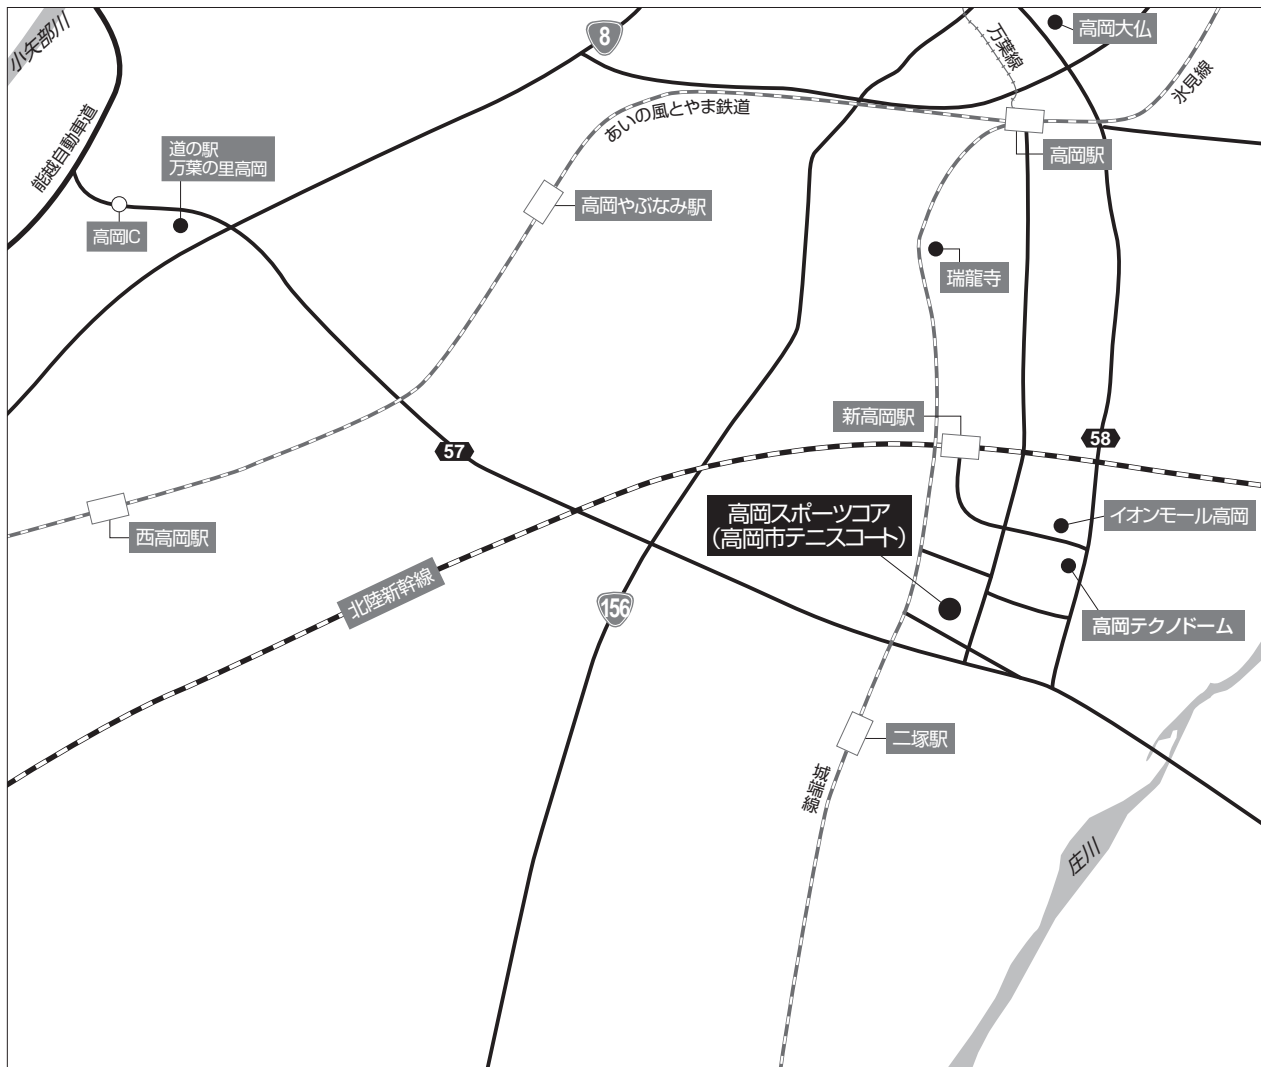 小矢部川
8
万葉線
高岡大仏
氷見線
あいの風とやま鉄道
能越自動車道
道の駅
万葉の里高岡
高岡駅
高岡やぶなみ駅
高岡IC
瑞龍寺
新高岡駅
58
57
高岡スポーツコア
(高岡市テニスコート)
イオンモール高岡
西高岡駅
北陸新幹線
156
高岡テクノドーム
二塚駅
城端線
庄川